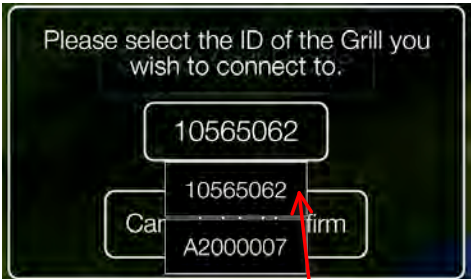 Please select the ID of the Grill you
wish to connect to.
10565062
10565062
A2000007